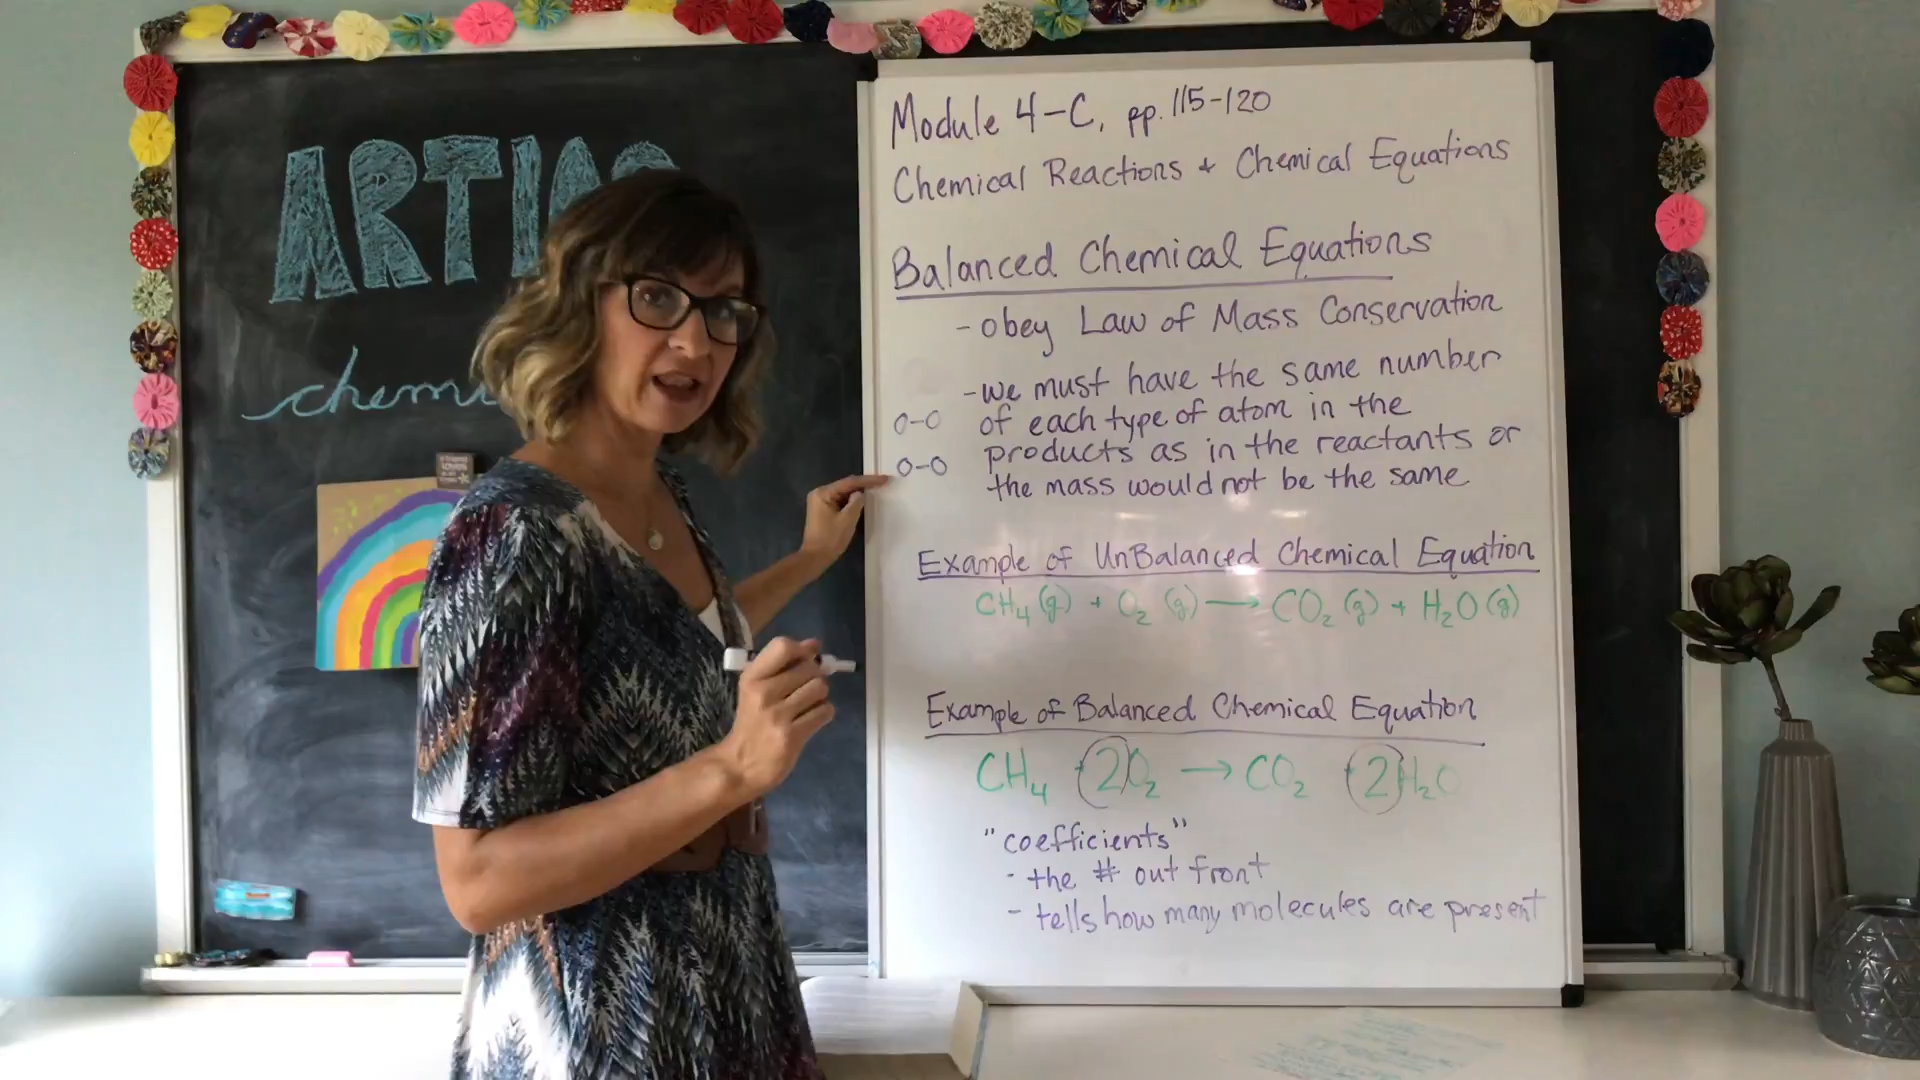 ARTIOS
chemi
Module 4-C, pp. 115-120
Chemical Reactions + Chemical Equations
Balanced Chemical Equations
- obey Law of Mass Conservation
- we must have the same number
O-O of each type of atom in the
O-O products as in the reactants or
the mass would not be the same
Example of UnBalanced Chemical Equation
CH₄(g) + O₂(g) → CO₂(g) + H₂O(g)
Example of Balanced Chemical Equation
CH₄ + 2O₂ → CO₂ + 2H₂O
"coefficients"
- the # out front
- tells how many molecules are present